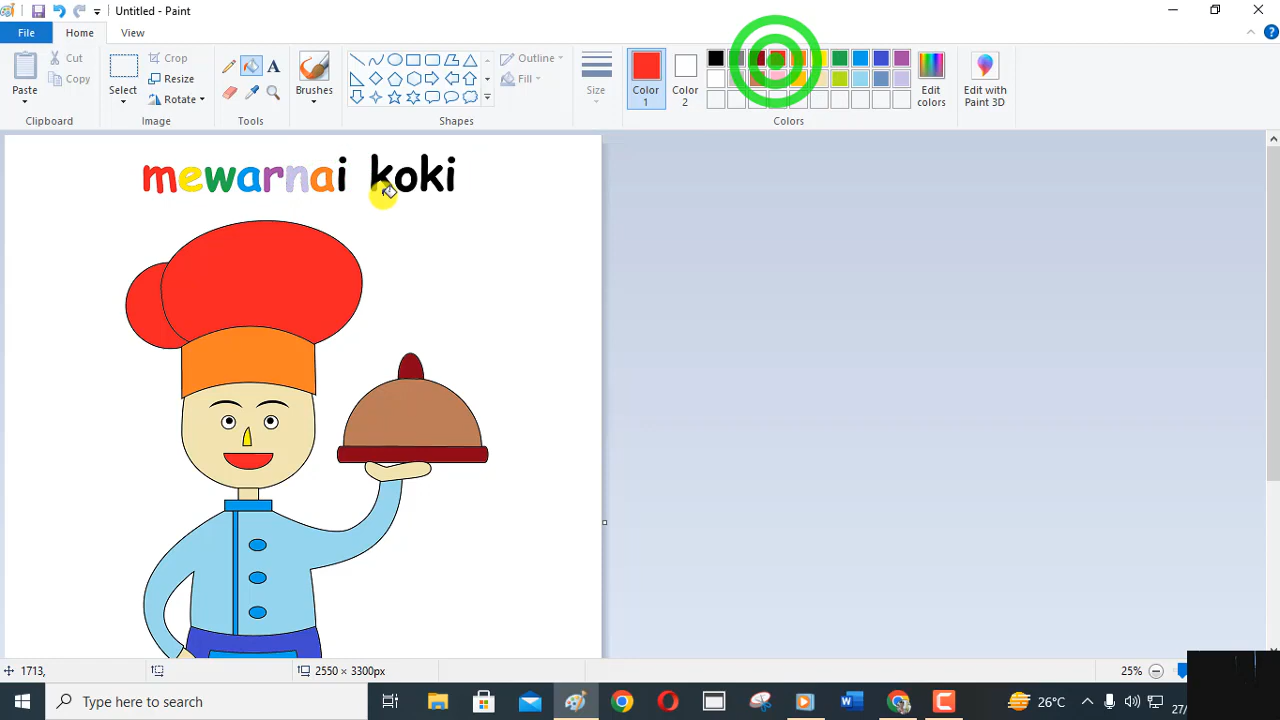 Untitled - Paint
File
Home
View
Paste
Cut
Copy
Clipboard
Select
Crop
Resize
Rotate
Image
A
Tools
Brushes
Outline
Fill
Shapes
Size
Color 1
Color 2
Edit colors
Colors
Edit with Paint 3D
mewarnai koki
1713,
2550 × 3300px
25%
Type here to search
26°C
27/